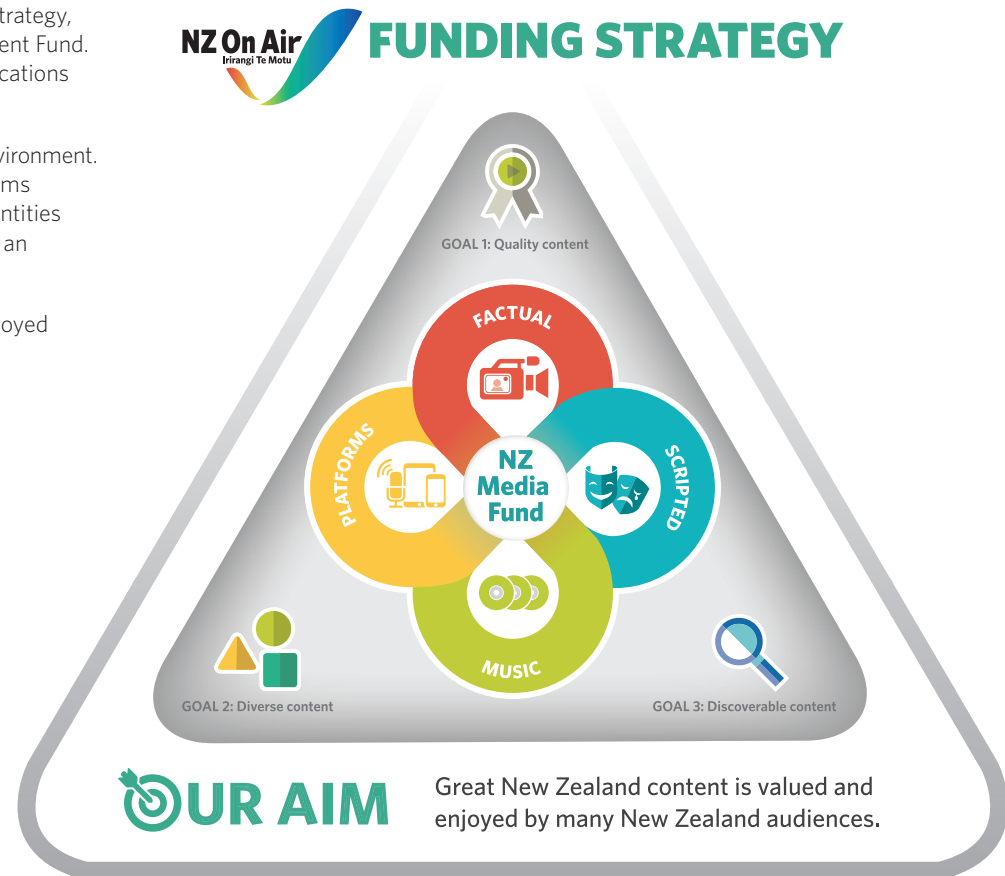 trategy,
ent Fund.
cations
vironment.
ms
ntities
an
oyed
NZ On Air
Irirangi Te Motu
FUNDING STRATEGY
GOAL 1: Quality content
FACTUAL
PLATFORMS
NZ
Media
Fund
SCRIPTED
MUSIC
GOAL 2: Diverse content
GOAL 3: Discoverable content
OUR AIM
Great New Zealand content is valued and
enjoyed by many New Zealand audiences.